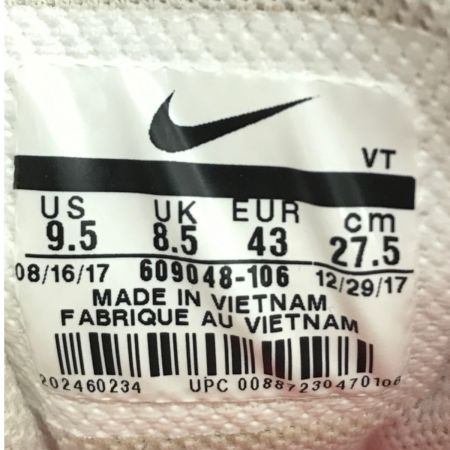 VT
US UK EUR cm
9.5 8.5 43 27.5
08/16/17 609048-106 12/29/17
MADE IN VIETNAM
FABRIQUE AU VIETNAM
202460234 UPC 00887230470106